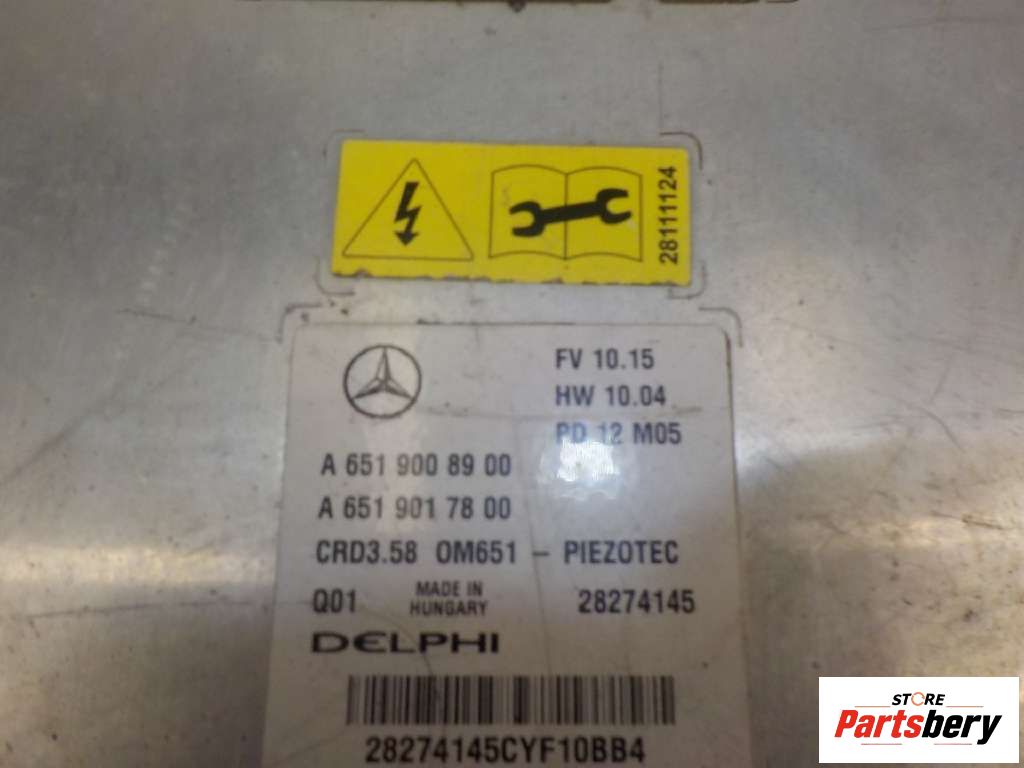 28111124
FV 10.15
HW 10.04
PD 12 M05
A 651 900 89 00
A 651 901 78 00
CRD3.58 OM651 – PIEZOTEC
Q01 MADE IN HUNGARY 28274145
DELPHI
28274145CYF10BB4
STORE
Partsbery